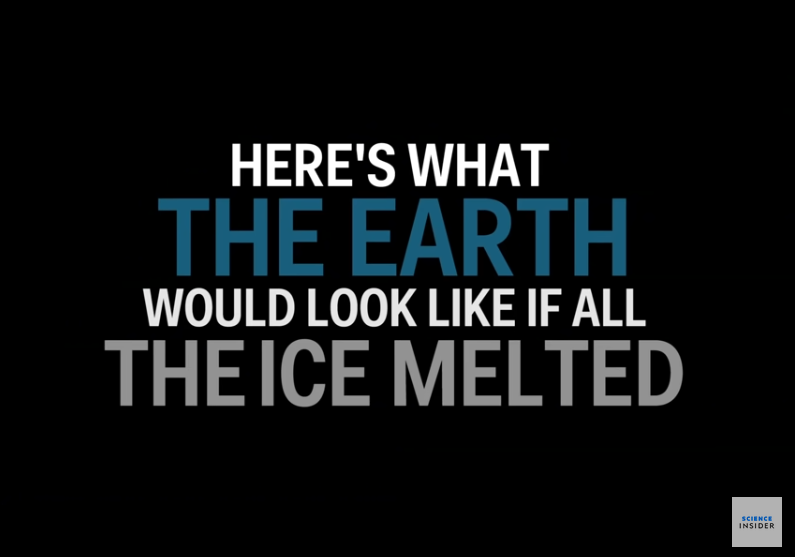 HERE'S WHAT
THE EARTH
WOULD LOOK LIKE IF ALL
THE ICE MELTED
SCIENCE
INSIDER